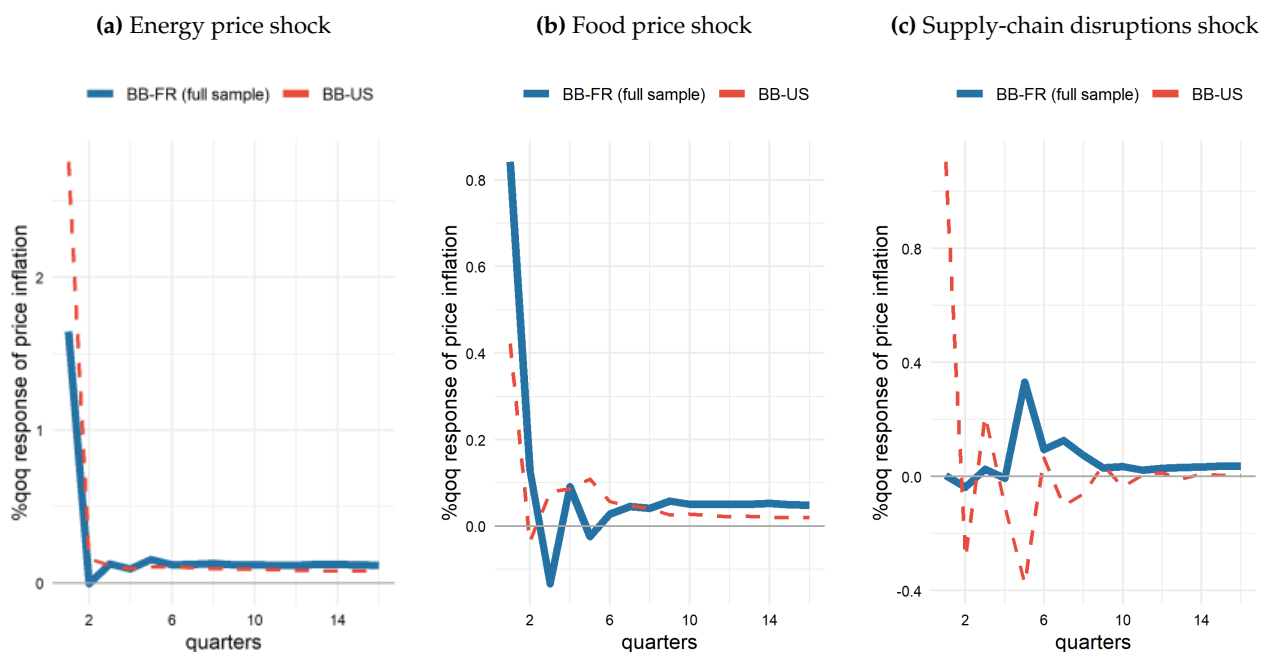 (a) Energy price shock
BB-FR (full sample) BB-US
%qoq response of price inflation
2
1
0
2 6 10 14
quarters
(b) Food price shock
BB-FR (full sample) BB-US
%qoq response of price inflation
0.8
0.6
0.4
0.2
0.0
2 6 10 14
quarters
(c) Supply-chain disruptions shock
BB-FR (full sample) BB-US
%qoq response of price inflation
0.8
0.4
0.0
-0.4
2 6 10 14
quarters